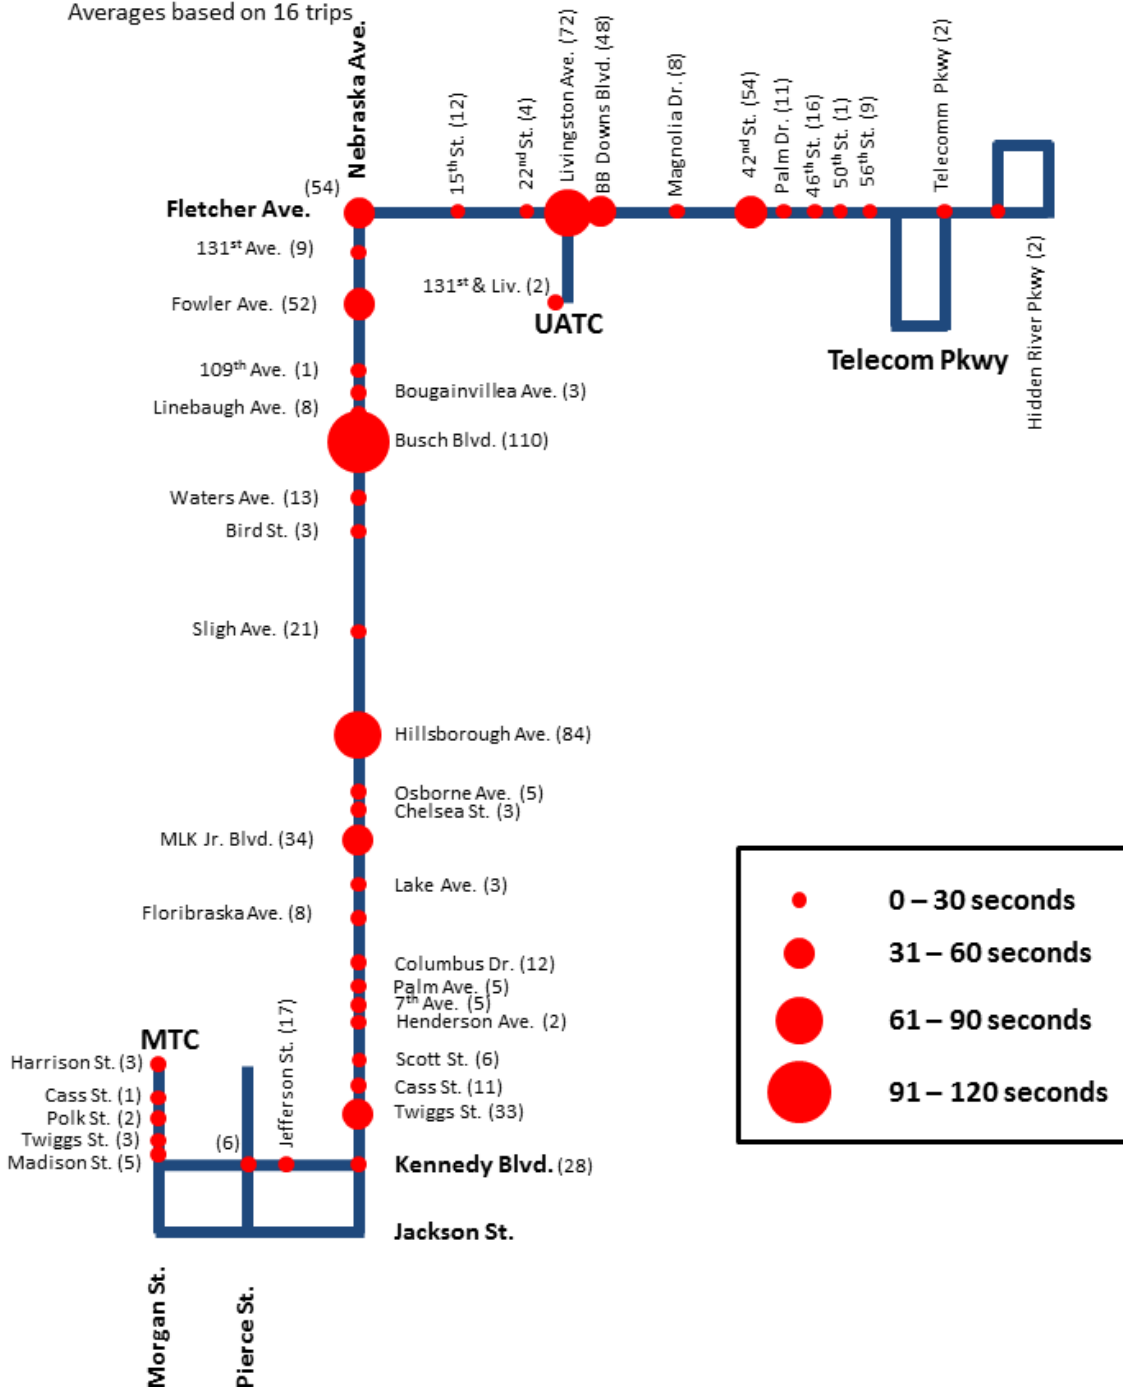 Averages based on 16 trips
Nebraska Ave.
15th St. (12)
22nd St. (4)
Livingston Ave. (72)
BB Downs Blvd. (48)
Magnolia Dr. (8)
42nd St. (54)
Palm Dr. (11)
46th St. (16)
50th St. (1)
56th St. (9)
Telecomm Pkwy (2)
(54)
Fletcher Ave.
131st Ave. (9)
Fowler Ave. (52)
131st & Liv. (2)
UATC
Telecom Pkwy
Hidden River Pkwy (2)
109th Ave. (1)
Bougainvillea Ave. (3)
Linebaugh Ave. (8)
Busch Blvd. (110)
Waters Ave. (13)
Bird St. (3)
Sligh Ave. (21)
Hillsborough Ave. (84)
Osborne Ave. (5)
Chelsea St. (3)
MLK Jr. Blvd. (34)
Lake Ave. (3)
Floribraska Ave. (8)
Columbus Dr. (12)
Palm Ave. (5)
7th Ave. (5)
Henderson Ave. (2)
Scott St. (6)
Cass St. (11)
Twiggs St. (33)
Kennedy Blvd. (28)
Jackson St.
MTC
Harrison St. (3)
Cass St. (1)
Polk St. (2)
Twiggs St. (3)
Madison St. (5)
(6)
Jefferson St. (17)
Morgan St.
Pierce St.
0 – 30 seconds
31 – 60 seconds
61 – 90 seconds
91 – 120 seconds